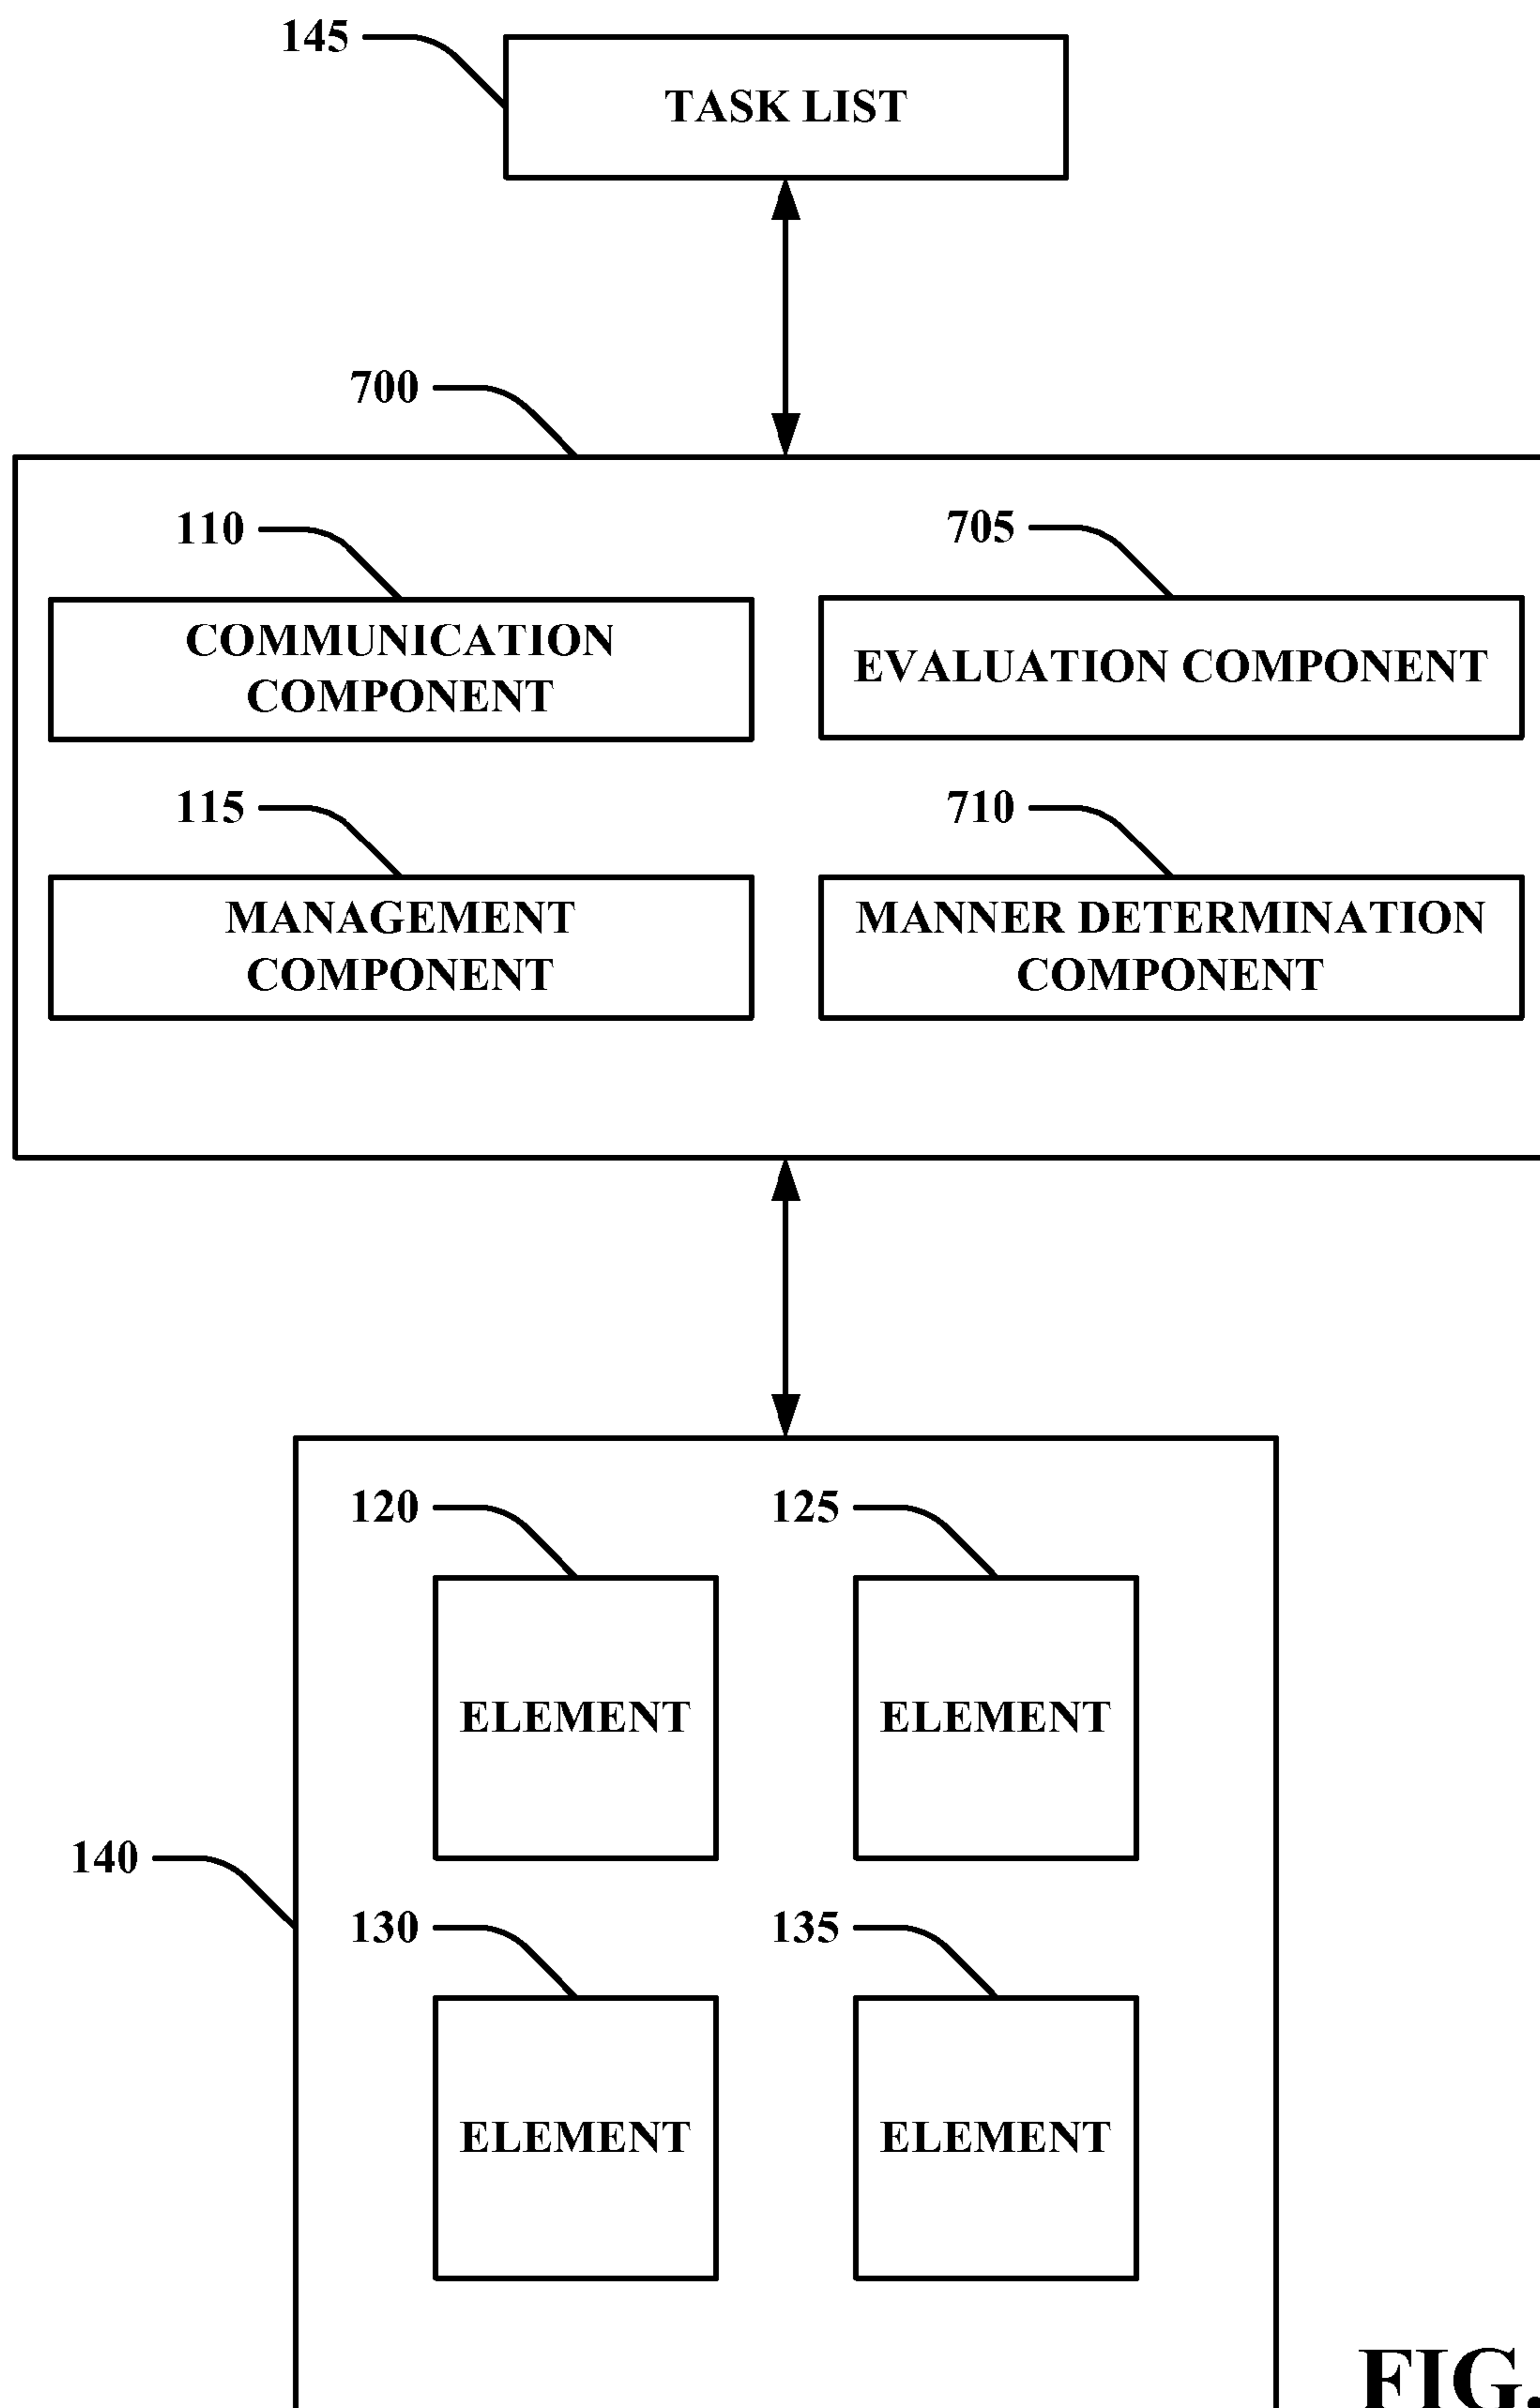 145
TASK LIST
700
110
705
COMMUNICATION
COMPONENT
EVALUATION COMPONENT
115
710
MANAGEMENT
COMPONENT
MANNER DETERMINATION
COMPONENT
120
125
ELEMENT
ELEMENT
140
130
135
ELEMENT
ELEMENT
FIG.